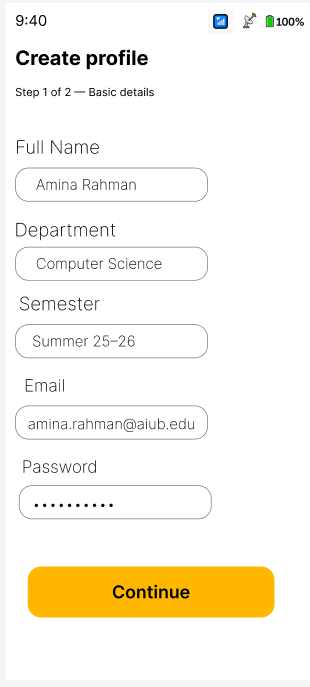 9:40
100%
Create profile
Step 1 of 2 — Basic details
Full Name
Amina Rahman
Department
Computer Science
Semester
Summer 25–26
Email
amina.rahman@aiub.edu
Password
••••••••••
Continue